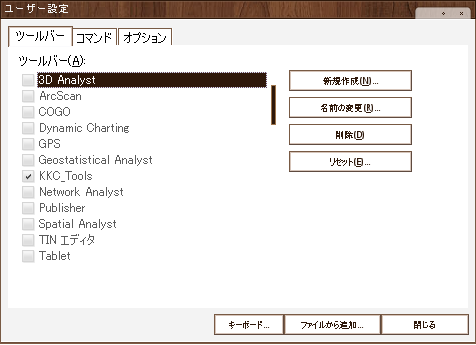 ユーザー設定
ツールバー コマンド オプション
ツールバー(A):
3D Analyst
ArcScan
COGO
Dynamic Charting
GPS
Geostatistical Analyst
KKC_Tools
Network Analyst
Publisher
Spatial Analyst
TIN エディタ
Tablet
新規作成(N)...
名前の変更(R)...
削除(D)
リセット(E)...
キーボード... ファイルから追加... 閉じる